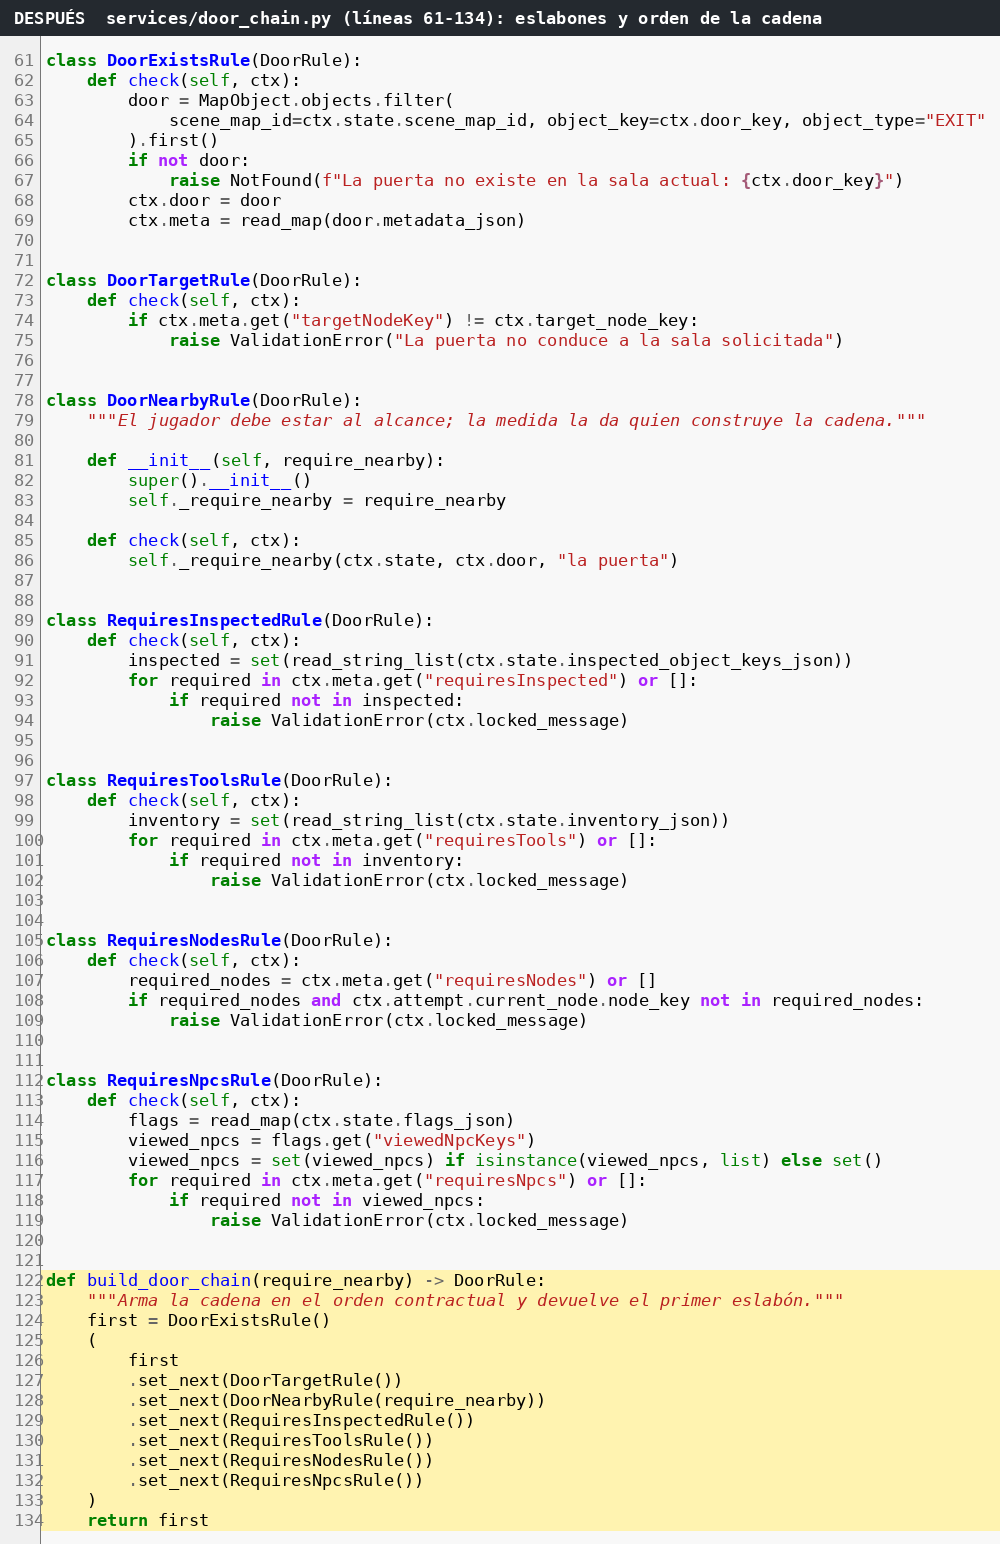 DESPUÉS  services/door_chain.py (líneas 61-134): eslabones y orden de la cadena
61 class DoorExistsRule(DoorRule):
62     def check(self, ctx):
63         door = MapObject.objects.filter(
64             scene_map_id=ctx.state.scene_map_id, object_key=ctx.door_key, object_type="EXIT"
65         ).first()
66         if not door:
67             raise NotFound(f"La puerta no existe en la sala actual: {ctx.door_key}")
68         ctx.door = door
69         ctx.meta = read_map(door.metadata_json)
70
71
72 class DoorTargetRule(DoorRule):
73     def check(self, ctx):
74         if ctx.meta.get("targetNodeKey") != ctx.target_node_key:
75             raise ValidationError("La puerta no conduce a la sala solicitada")
76
77
78 class DoorNearbyRule(DoorRule):
79     """El jugador debe estar al alcance; la medida la da quien construye la cadena."""
80
81     def __init__(self, require_nearby):
82         super().__init__()
83         self._require_nearby = require_nearby
84
85     def check(self, ctx):
86         self._require_nearby(ctx.state, ctx.door, "la puerta")
87
88
89 class RequiresInspectedRule(DoorRule):
90     def check(self, ctx):
91         inspected = set(read_string_list(ctx.state.inspected_object_keys_json))
92         for required in ctx.meta.get("requiresInspected") or []:
93             if required not in inspected:
94                 raise ValidationError(ctx.locked_message)
95
96
97 class RequiresToolsRule(DoorRule):
98     def check(self, ctx):
99         inventory = set(read_string_list(ctx.state.inventory_json))
100         for required in ctx.meta.get("requiresTools") or []:
101             if required not in inventory:
102                 raise ValidationError(ctx.locked_message)
103
104
105 class RequiresNodesRule(DoorRule):
106     def check(self, ctx):
107         required_nodes = ctx.meta.get("requiresNodes") or []
108         if required_nodes and ctx.attempt.current_node.node_key not in required_nodes:
109             raise ValidationError(ctx.locked_message)
110
111
112 class RequiresNpcsRule(DoorRule):
113     def check(self, ctx):
114         flags = read_map(ctx.state.flags_json)
115         viewed_npcs = flags.get("viewedNpcKeys")
116         viewed_npcs = set(viewed_npcs) if isinstance(viewed_npcs, list) else set()
117         for required in ctx.meta.get("requiresNpcs") or []:
118             if required not in viewed_npcs:
119                 raise ValidationError(ctx.locked_message)
120
121
122 def build_door_chain(require_nearby) -> DoorRule:
123     """Arma la cadena en el orden contractual y devuelve el primer eslabón."""
124     first = DoorExistsRule()
125     (
126         first
127         .set_next(DoorTargetRule())
128         .set_next(DoorNearbyRule(require_nearby))
129         .set_next(RequiresInspectedRule())
130         .set_next(RequiresToolsRule())
131         .set_next(RequiresNodesRule())
132         .set_next(RequiresNpcsRule())
133     )
134     return first